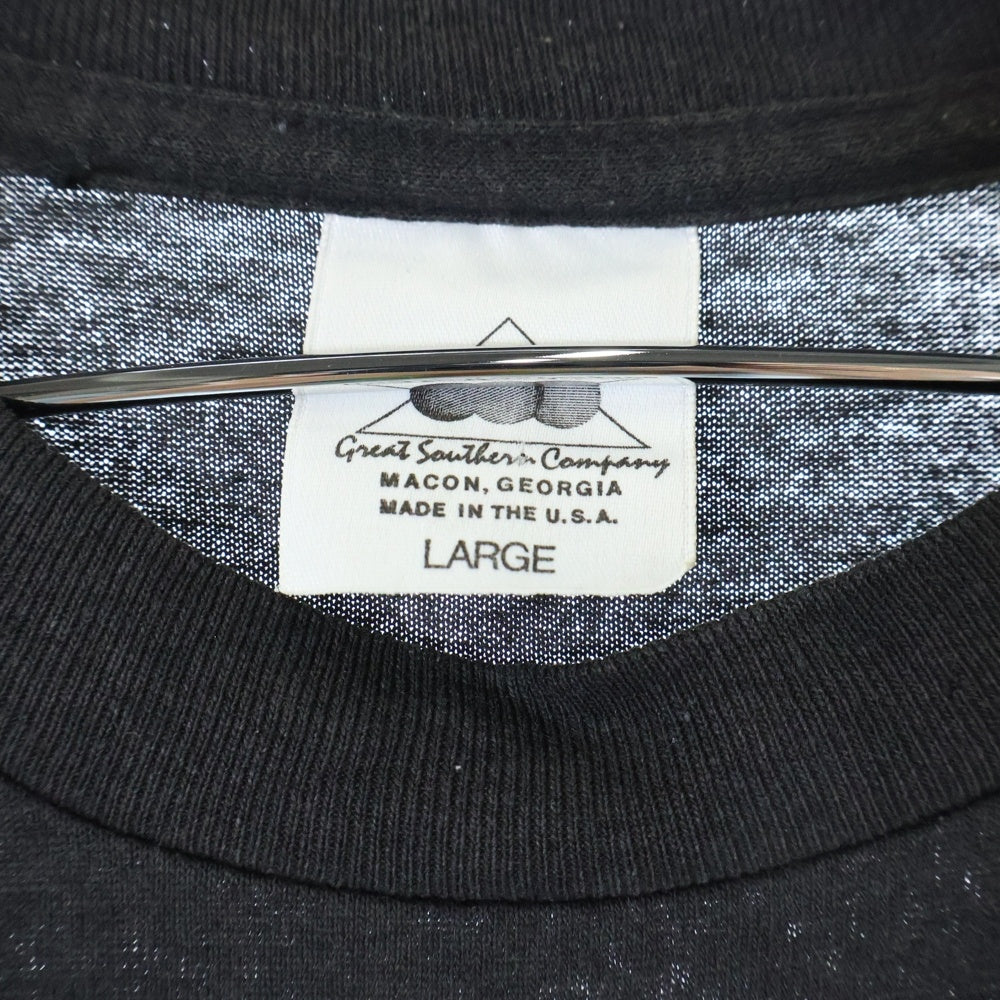 Great Southern Company
MACON, GEORGIA
MADE IN THE U.S.A.
LARGE